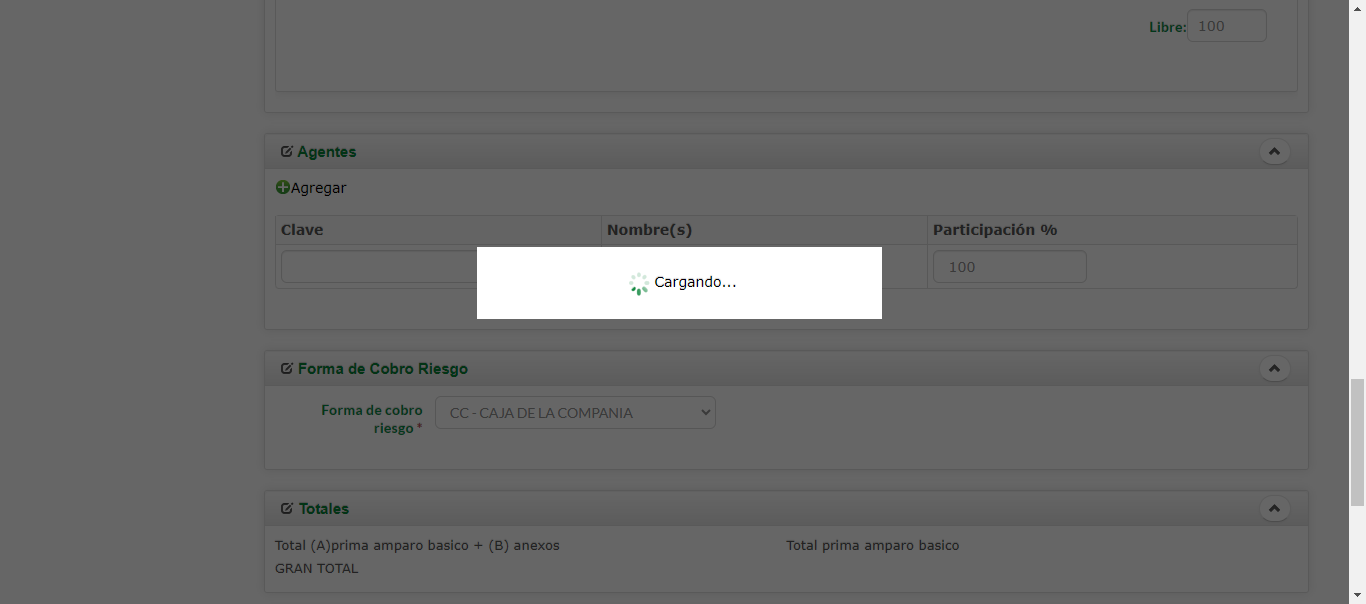 Libre: 100
Agentes
Agregar
Clave Nombre(s) Participación %
100
Cargando...
Forma de Cobro Riesgo
Forma de cobro
riesgo *
CC - CAJA DE LA COMPANIA
Totales
Total (A)prima amparo basico + (B) anexos Total prima amparo basico
GRAN TOTAL